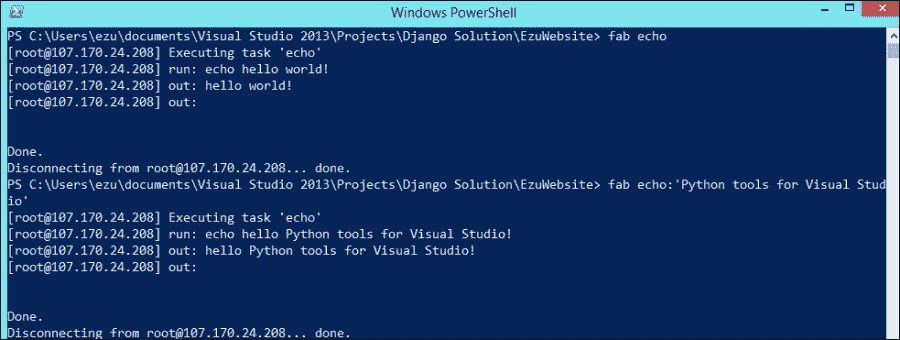 Windows PowerShell
PS C:\Users\ezu\documents\Visual Studio 2013\Projects\Django Solution\EzuWebsite> fab echo
[root@107.170.24.208] Executing task 'echo'
[root@107.170.24.208] run: echo hello world!
[root@107.170.24.208] out: hello world!
[root@107.170.24.208] out:
Done.
Disconnecting from root@107.170.24.208... done.
PS C:\Users\ezu\documents\Visual Studio 2013\Projects\Django Solution\EzuWebsite> fab echo:'Python tools for Visual Stud
io'
[root@107.170.24.208] Executing task 'echo'
[root@107.170.24.208] run: echo hello Python tools for Visual Studio!
[root@107.170.24.208] out: hello Python tools for Visual Studio!
[root@107.170.24.208] out:
Done.
Disconnecting from root@107.170.24.208... done.